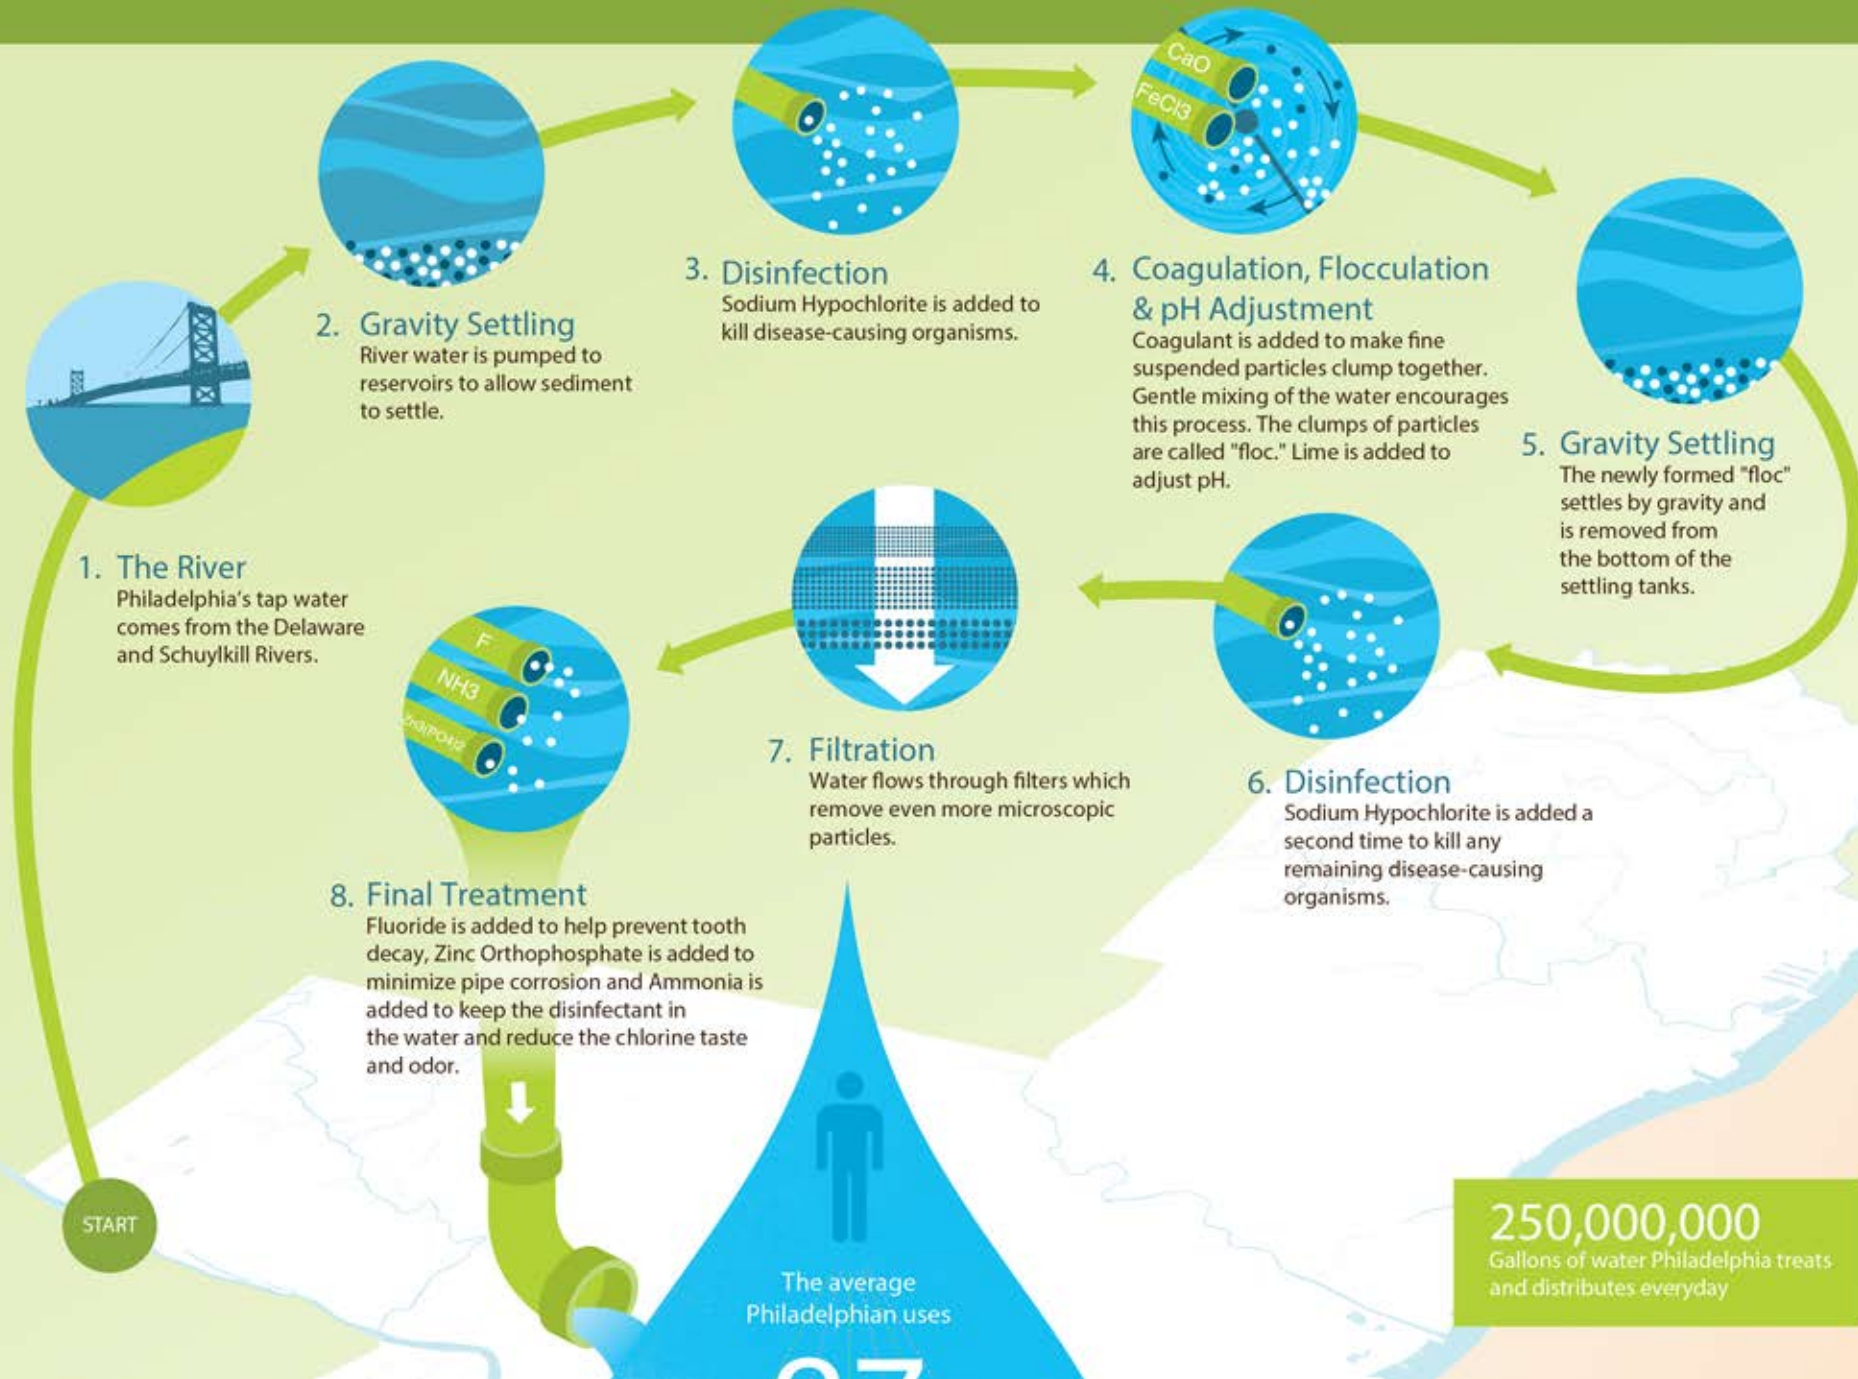 START
1. The River
Philadelphia's tap water
comes from the Delaware
and Schuylkill Rivers.
2. Gravity Settling
River water is pumped to
reservoirs to allow sediment
to settle.
3. Disinfection
Sodium Hypochlorite is added to
kill disease-causing organisms.
CaO
FeCl3
4. Coagulation, Flocculation
& pH Adjustment
Coagulant is added to make fine
suspended particles clump together.
Gentle mixing of the water encourages
this process. The clumps of particles
are called "floc." Lime is added to
adjust pH.
5. Gravity Settling
The newly formed "floc"
settles by gravity and
is removed from
the bottom of the
settling tanks.
6. Disinfection
Sodium Hypochlorite is added a
second time to kill any
remaining disease-causing
organisms.
7. Filtration
Water flows through filters which
remove even more microscopic
particles.
F
NH3
Zn3(PO4)2
8. Final Treatment
Fluoride is added to help prevent tooth
decay, Zinc Orthophosphate is added to
minimize pipe corrosion and Ammonia is
added to keep the disinfectant in
the water and reduce the chlorine taste
and odor.
The average
Philadelphian uses
250,000,000
Gallons of water Philadelphia treats
and distributes everyday